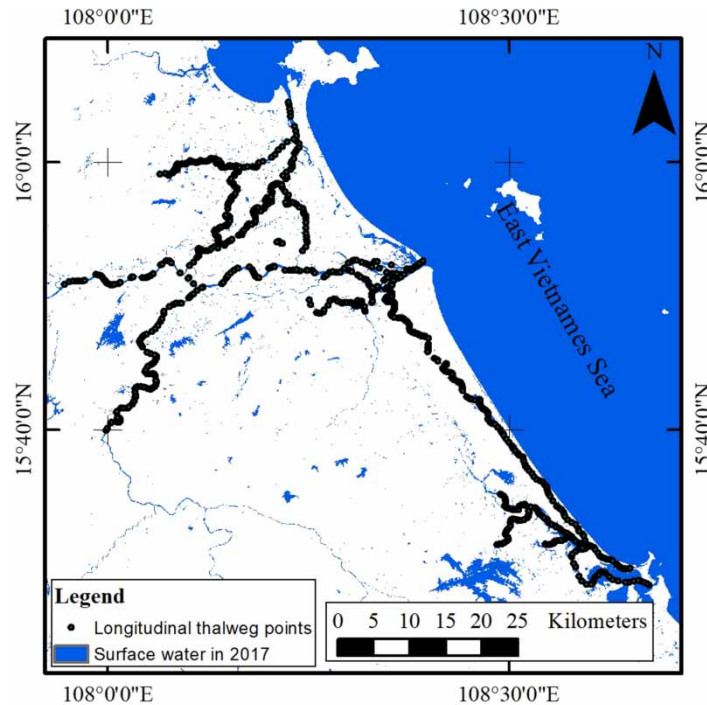 108°0'0"E 108°30'0"E
N
16°0'0"N 16°0'0"N
East Vietnames Sea
15°40'0"N 15°40'0"N
Legend
Longitudinal thalweg points
Surface water in 2017
0 5 10 15 20 25 Kilometers
108°0'0"E 108°30'0"E